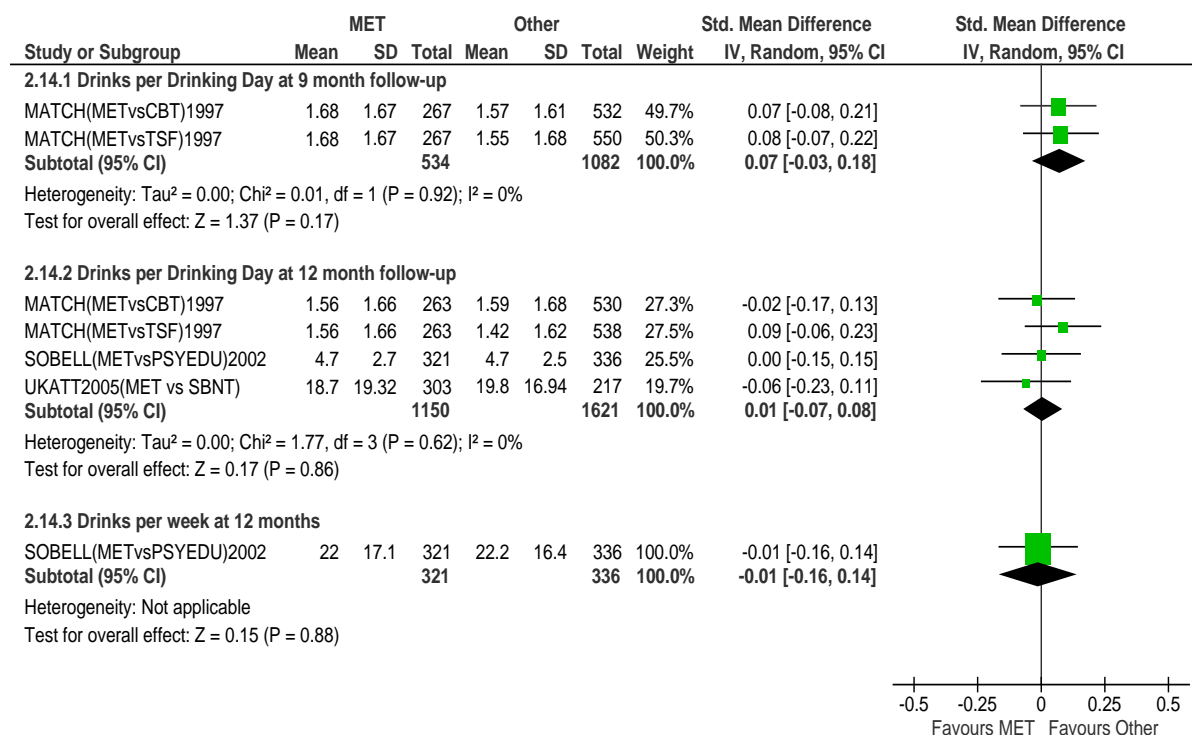 MET Other Std. Mean Difference Std. Mean Difference
Study or Subgroup Mean SD Total Mean SD Total Weight IV, Random, 95% CI IV, Random, 95% CI
2.14.1 Drinks per Drinking Day at 9 month follow-up
MATCH(METvsCBT)1997 1.68 1.67 267 1.57 1.61 532 49.7% 0.07 [-0.08, 0.21]
MATCH(METvsTSF)1997 1.68 1.67 267 1.55 1.68 550 50.3% 0.08 [-0.07, 0.22]
Subtotal (95% CI) 534 1082 100.0% 0.07 [-0.03, 0.18]
Heterogeneity: Tau² = 0.00; Chi² = 0.01, df = 1 (P = 0.92); I² = 0%
Test for overall effect: Z = 1.37 (P = 0.17)
2.14.2 Drinks per Drinking Day at 12 month follow-up
MATCH(METvsCBT)1997 1.56 1.66 263 1.59 1.68 530 27.3% -0.02 [-0.17, 0.13]
MATCH(METvsTSF)1997 1.56 1.66 263 1.42 1.62 538 27.5% 0.09 [-0.06, 0.23]
SOBELL(METvsPSYEDU)2002 4.7 2.7 321 4.7 2.5 336 25.5% 0.00 [-0.15, 0.15]
UKATT2005(MET vs SBNT) 18.7 19.32 303 19.8 16.94 217 19.7% -0.06 [-0.23, 0.11]
Subtotal (95% CI) 1150 1621 100.0% 0.01 [-0.07, 0.08]
Heterogeneity: Tau² = 0.00; Chi² = 1.77, df = 3 (P = 0.62); I² = 0%
Test for overall effect: Z = 0.17 (P = 0.86)
2.14.3 Drinks per week at 12 months
SOBELL(METvsPSYEDU)2002 22 17.1 321 22.2 16.4 336 100.0% -0.01 [-0.16, 0.14]
Subtotal (95% CI) 321 336 100.0% -0.01 [-0.16, 0.14]
Heterogeneity: Not applicable
Test for overall effect: Z = 0.15 (P = 0.88)
-0.5 -0.25 0 0.25 0.5
Favours MET Favours Other